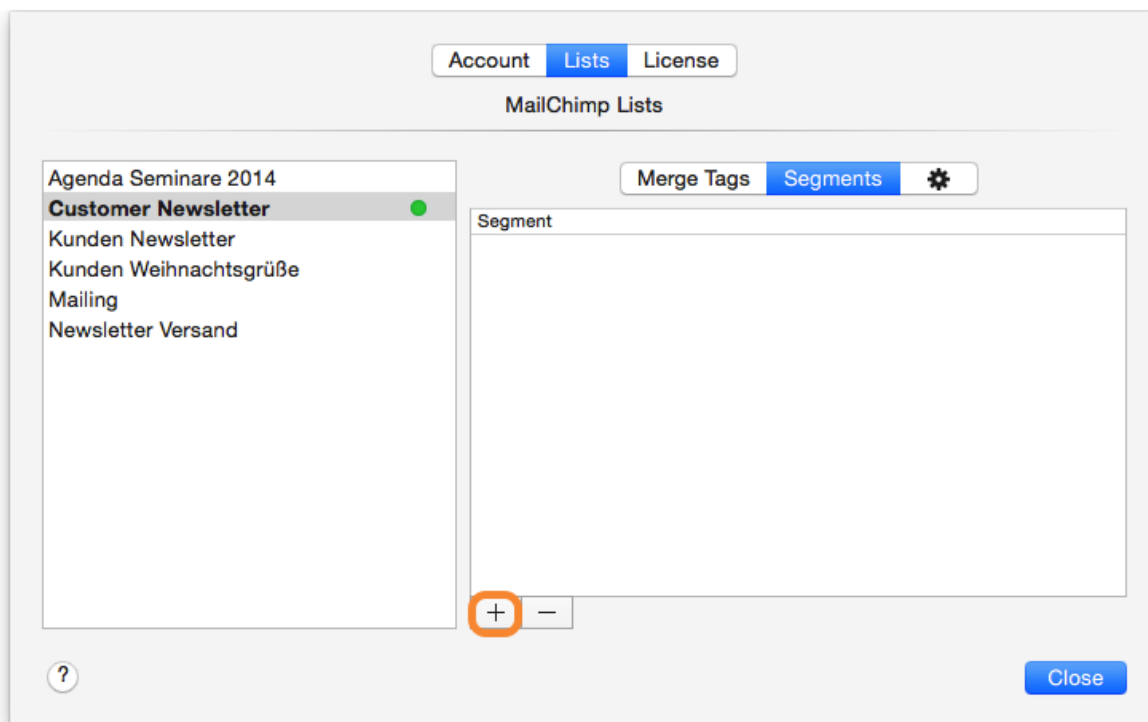 Account Lists License
MailChimp Lists
Agenda Seminare 2014
Customer Newsletter
Kunden Newsletter
Kunden Weihnachtsgrüße
Mailing
Newsletter Versand
Merge Tags Segments
Segment
+ −
?
Close